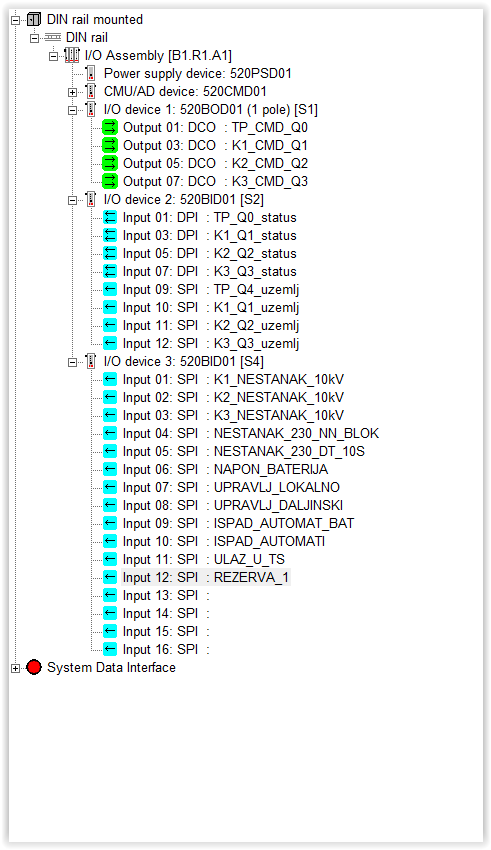 DIN rail mounted
DIN rail
I/O Assembly [B1.R1.A1]
Power supply device: 520PSD01
CMU/AD device: 520CMD01
I/O device 1: 520BOD01 (1 pole) [S1]
Output 01: DCO : TP_CMD_Q0
Output 03: DCO : K1_CMD_Q1
Output 05: DCO : K2_CMD_Q2
Output 07: DCO : K3_CMD_Q3
I/O device 2: 520BID01 [S2]
Input 01: DPI : TP_Q0_status
Input 03: DPI : K1_Q1_status
Input 05: DPI : K2_Q2_status
Input 07: DPI : K3_Q3_status
Input 09: SPI : TP_Q4_uzemlj
Input 10: SPI : K1_Q1_uzemlj
Input 11: SPI : K2_Q2_uzemlj
Input 12: SPI : K3_Q3_uzemlj
I/O device 3: 520BID01 [S4]
Input 01: SPI : K1_NESTANAK_10kV
Input 02: SPI : K2_NESTANAK_10kV
Input 03: SPI : K3_NESTANAK_10kV
Input 04: SPI : NESTANAK_230_NN_BLOK
Input 05: SPI : NESTANAK_230_DT_10S
Input 06: SPI : NAPON_BATERIJA
Input 07: SPI : UPRAVLJ_LOKALNO
Input 08: SPI : UPRAVLJ_DALJINSKI
Input 09: SPI : ISPAD_AUTOMAT_BAT
Input 10: SPI : ISPAD_AUTOMATI
Input 11: SPI : ULAZ_U_TS
Input 12: SPI : REZERVA_1
Input 13: SPI :
Input 14: SPI :
Input 15: SPI :
Input 16: SPI :
System Data Interface